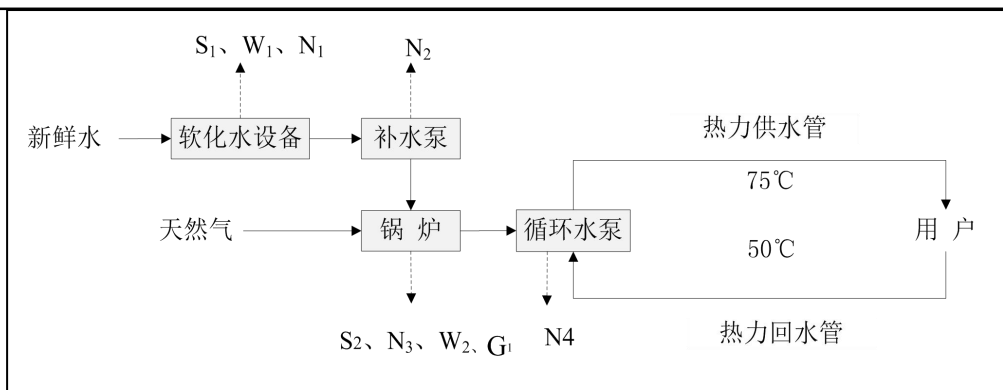 S₁、W₁、N₁
N₂
新鲜水
软化水设备
补水泵
热力供水管
75℃
天然气
锅 炉
循环水泵
50℃
用 户
S₂、N₃、W₂、G₁
N4
热力回水管